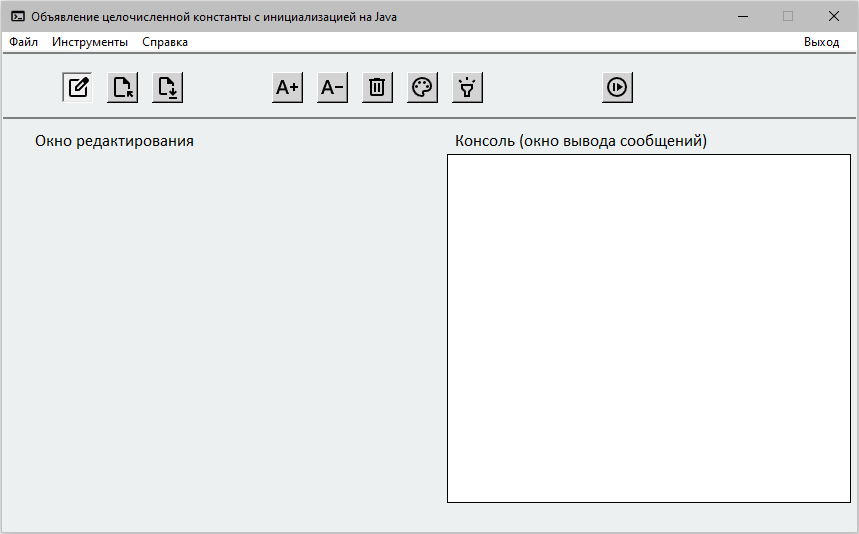 Объявление целочисленной константы с инициализацией на Java
Файл Инструменты Справка Выход
A+ A−
Окно редактирования Консоль (окно вывода сообщений)